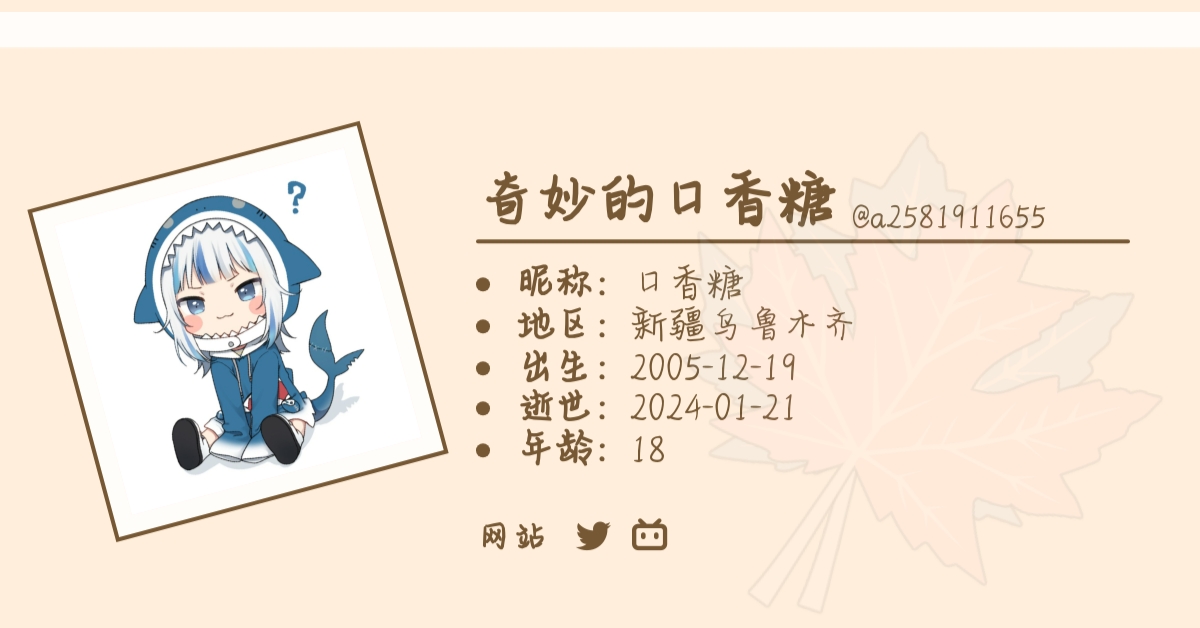 ?
奇妙的口香糖 @a2581911655
昵称：口香糖
地区：新疆乌鲁木齐
出生：2005-12-19
逝世：2024-01-21
年龄：18
网站